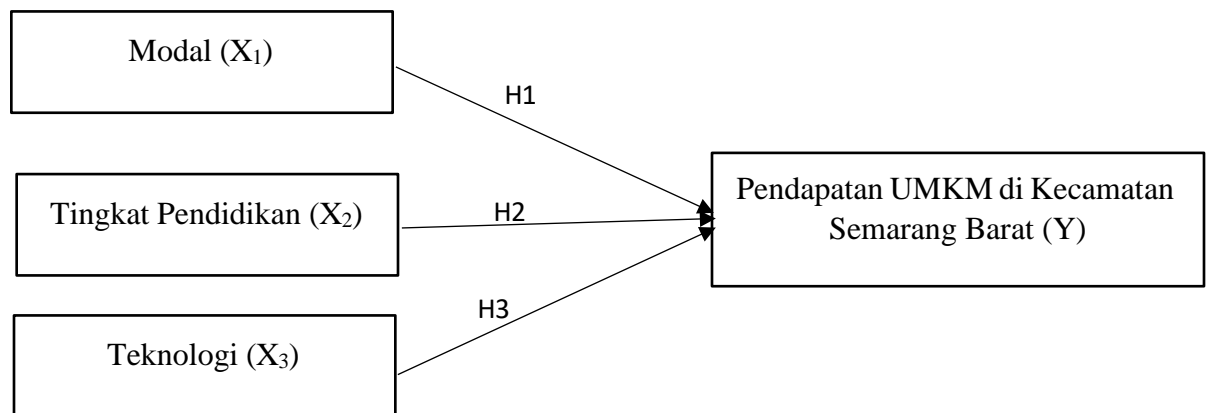 Modal (X₁)
H1
Tingkat Pendidikan (X₂)
H2
Pendapatan UMKM di Kecamatan
Semarang Barat (Y)
H3
Teknologi (X₃)